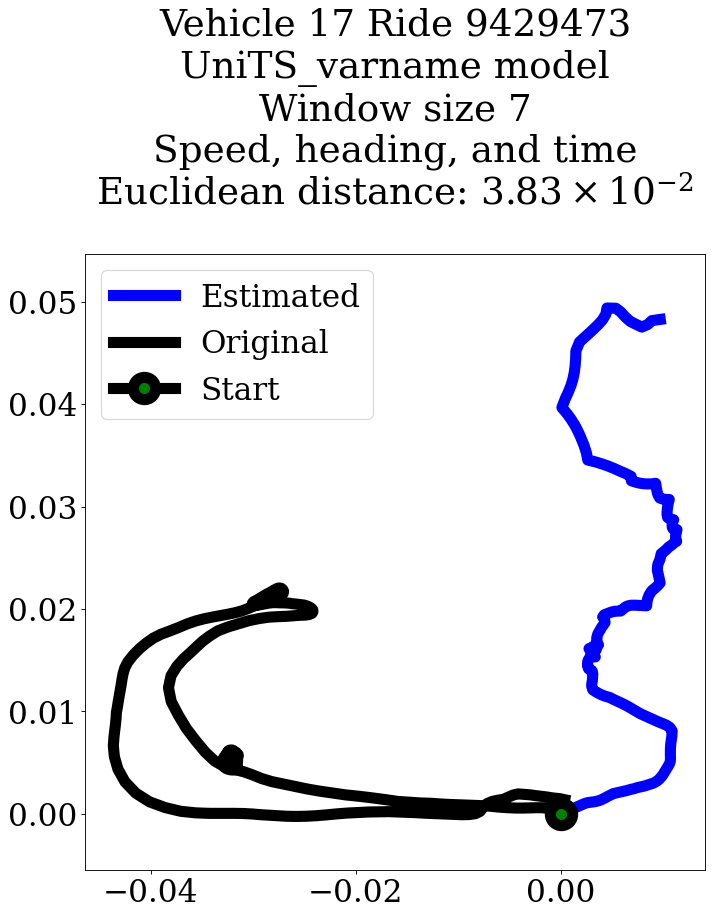 Vehicle 17 Ride 9429473
UniTS_varname model
Window size 7
Speed, heading, and time
Euclidean distance: 3.83 × 10⁻²
Estimated
Original
Start
0.05
0.04
0.03
0.02
0.01
0.00
−0.04 −0.02 0.00